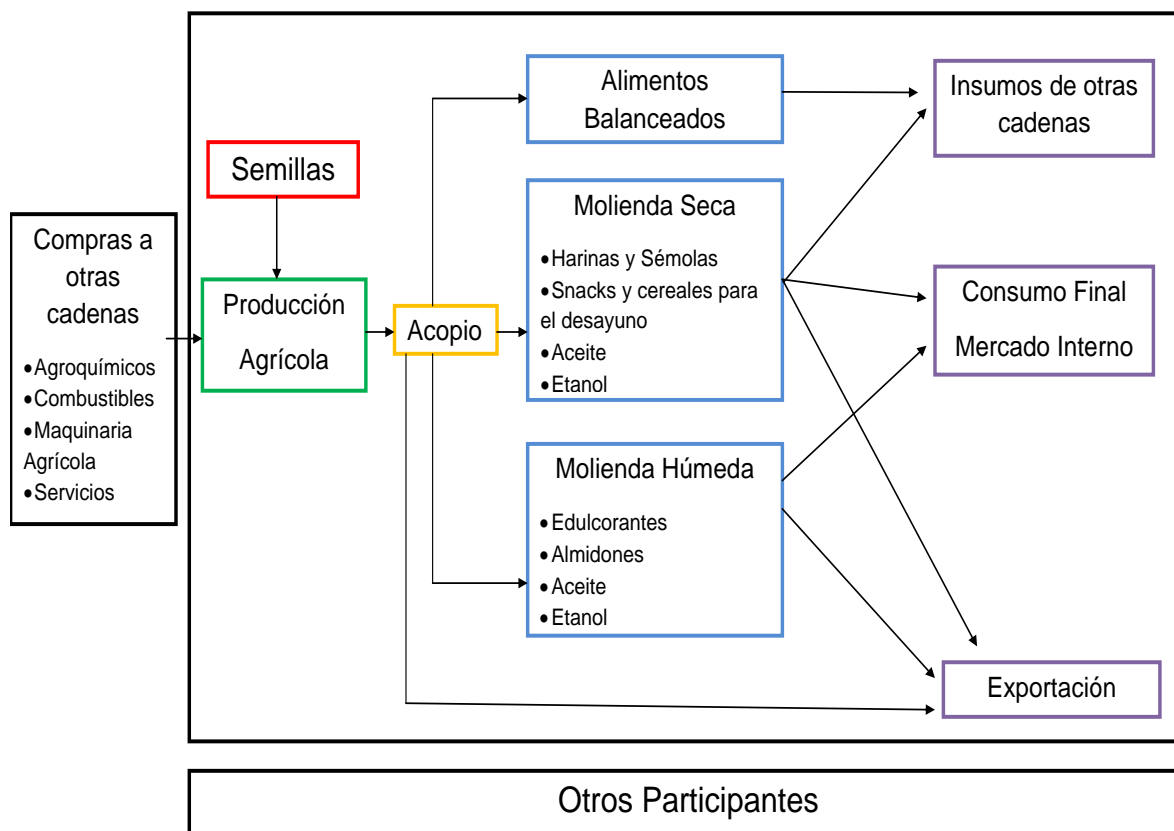 Compras a
otras
cadenas
•Agroquímicos
•Combustibles
•Maquinaria
Agrícola
•Servicios
Semillas
Producción
Agrícola
Acopio
Alimentos
Balanceados
Molienda Seca
•Harinas y Sémolas
•Snacks y cereales para
el desayuno
•Aceite
•Etanol
Molienda Húmeda
•Edulcorantes
•Almidones
•Aceite
•Etanol
Insumos de otras
cadenas
Consumo Final
Mercado Interno
Exportación
Otros Participantes